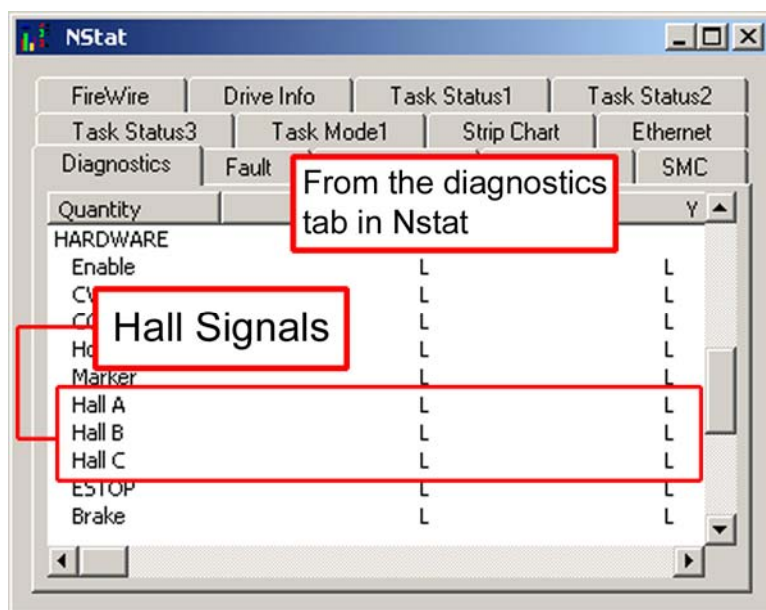 NStat
FireWire Drive Info Task Status1 Task Status2
Task Status3 Task Mode1 Strip Chart Ethernet
Diagnostics Fault SMC
From the diagnostics
tab in Nstat
Quantity Y
HARDWARE
Enable L L
L L
Hall Signals
L L
L L
Marker L L
Hall A L L
Hall B L L
Hall C L L
ESTOP L L
Brake L L